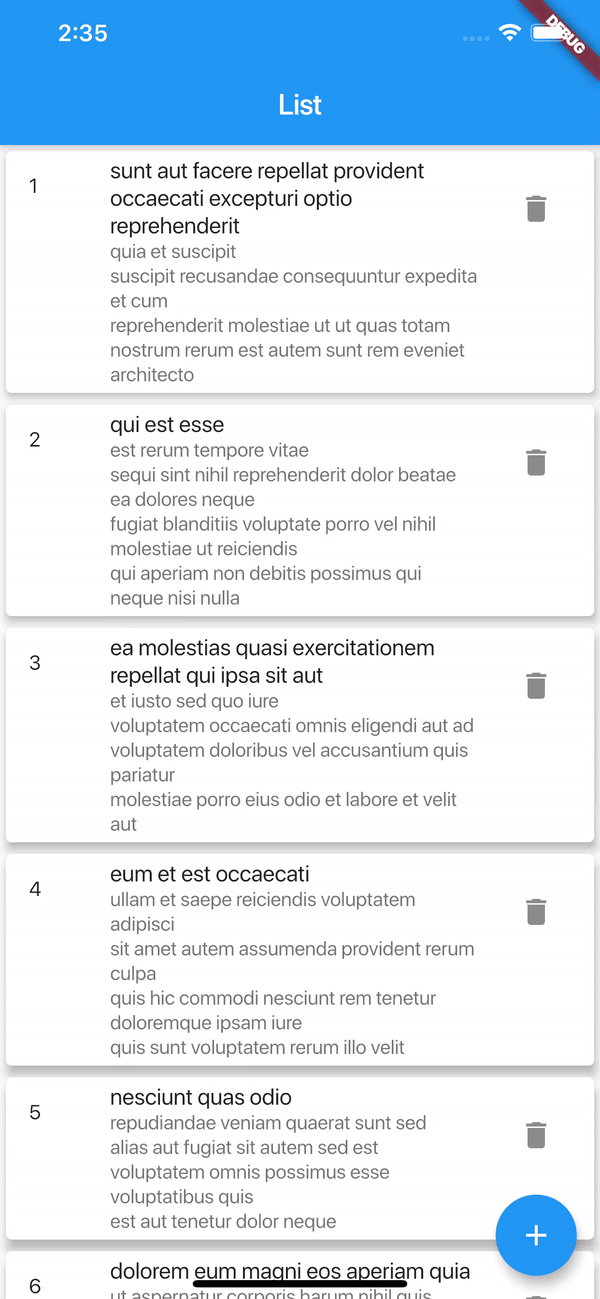 2:35
DEBUG
List
1
sunt aut facere repellat provident
occaecati excepturi optio
reprehenderit
quia et suscipit
suscipit recusandae consequuntur expedita
et cum
reprehenderit molestiae ut ut quas totam
nostrum rerum est autem sunt rem eveniet
architecto
2
qui est esse
est rerum tempore vitae
sequi sint nihil reprehenderit dolor beatae
ea dolores neque
fugiat blanditiis voluptate porro vel nihil
molestiae ut reiciendis
qui aperiam non debitis possimus qui
neque nisi nulla
3
ea molestias quasi exercitationem
repellat qui ipsa sit aut
et iusto sed quo iure
voluptatem occaecati omnis eligendi aut ad
voluptatem doloribus vel accusantium quis
pariatur
molestiae porro eius odio et labore et velit
aut
4
eum et est occaecati
ullam et saepe reiciendis voluptatem
adipisci
sit amet autem assumenda provident rerum
culpa
quis hic commodi nesciunt rem tenetur
doloremque ipsam iure
quis sunt voluptatem rerum illo velit
5
nesciunt quas odio
repudiandae veniam quaerat sunt sed
alias aut fugiat sit autem sed est
voluptatem omnis possimus esse
voluptatibus quis
est aut tenetur dolor neque
6
dolorem eum magni eos aperiam quia
ut aspernatur corporis harum nihil quis